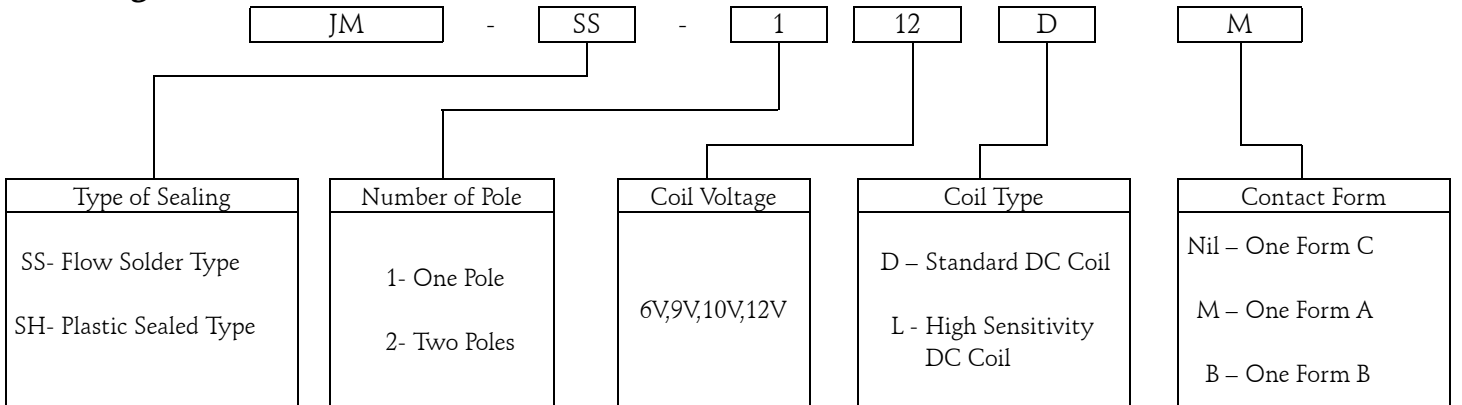 JM - SS - 1 12 D M
Type of Sealing
SS- Flow Solder Type
SH- Plastic Sealed Type
Number of Pole
1- One Pole
2- Two Poles
Coil Voltage
6V,9V,10V,12V
Coil Type
D – Standard DC Coil
L - High Sensitivity
DC Coil
Contact Form
Nil – One Form C
M – One Form A
B – One Form B